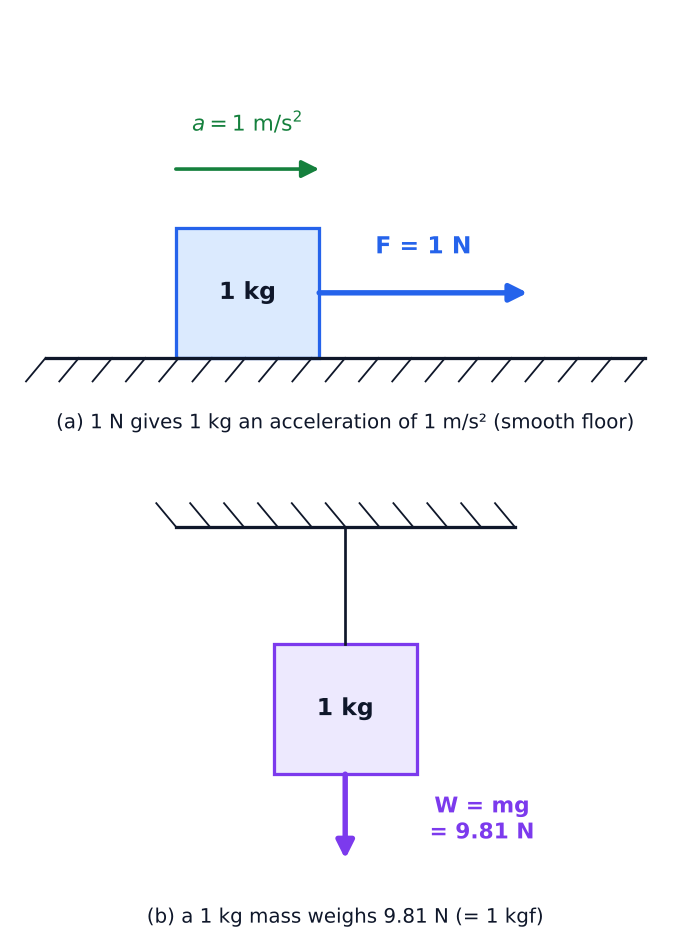 a = 1 m/s²
F = 1 N
1 kg
(a) 1 N gives 1 kg an acceleration of 1 m/s² (smooth floor)
1 kg
W = mg
= 9.81 N
(b) a 1 kg mass weighs 9.81 N (= 1 kgf)